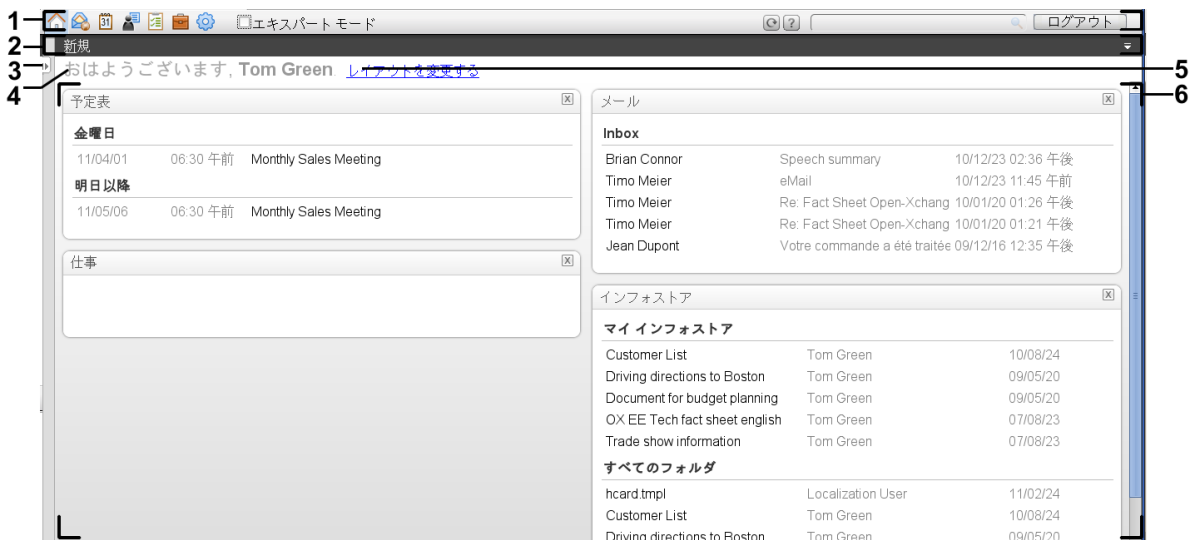 1 31 エキスパート モード ? ログアウト
2 新規
3
4 おはようございます, Tom Green レイアウトを変更する 5
6
予定表 X
金曜日
11/04/01 06:30 午前 Monthly Sales Meeting
明日以降
11/05/06 06:30 午前 Monthly Sales Meeting
仕事 X
メール X
Inbox
Brian Connor Speech summary 10/12/23 02:36 午後
Timo Meier eMail 10/12/23 11:45 午前
Timo Meier Re: Fact Sheet Open-Xchang 10/01/20 01:26 午後
Timo Meier Re: Fact Sheet Open-Xchang 10/01/20 01:21 午後
Jean Dupont Votre commande a été traitée 09/12/16 12:35 午後
インフォストア X
マイ インフォストア
Customer List Tom Green 10/08/24
Driving directions to Boston Tom Green 09/05/20
Document for budget planning Tom Green 09/05/20
OX EE Tech fact sheet english Tom Green 07/08/23
Trade show information Tom Green 07/08/23
すべてのフォルダ
hcard.tmpl Localization User 11/02/24
Customer List Tom Green 10/08/24
Driving directions to Boston Tom Green 09/05/20